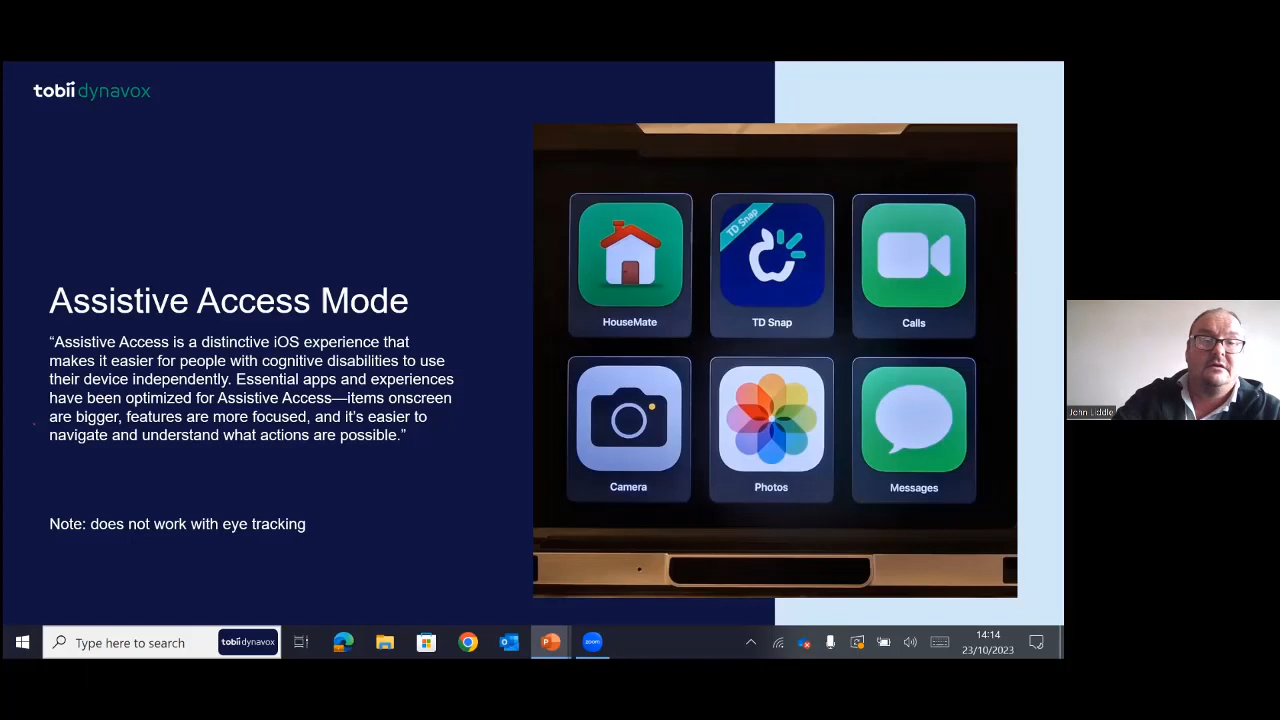 tobii dynavox
Assistive Access Mode
“Assistive Access is a distinctive iOS experience that
makes it easier for people with cognitive disabilities to use
their device independently. Essential apps and experiences
have been optimized for Assistive Access—items onscreen
are bigger, features are more focused, and it's easier to
navigate and understand what actions are possible.”
Note: does not work with eye tracking
TD Snap
HouseMate
TD Snap
Calls
Camera
Photos
Messages
John Liddle
Type here to search
tobii dynavox
zoom
14:14
23/10/2023